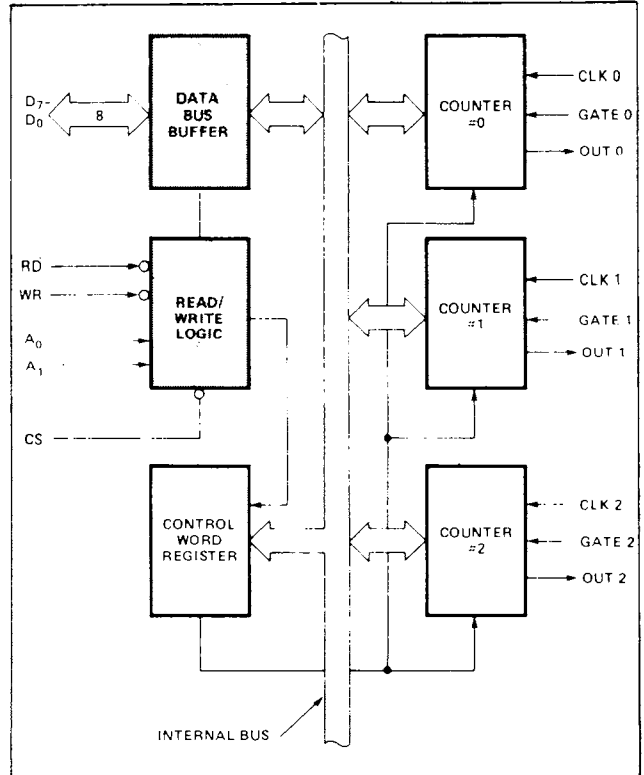 D7-
D0
8
DATA
BUS
BUFFER
COUNTER
=0
CLK 0
GATE 0
OUT 0
RD
WR
A0
A1
CS
READ/
WRITE
LOGIC
COUNTER
=1
CLK 1
GATE 1
OUT 1
CONTROL
WORD
REGISTER
COUNTER
=2
CLK 2
GATE 2
OUT 2
INTERNAL BUS